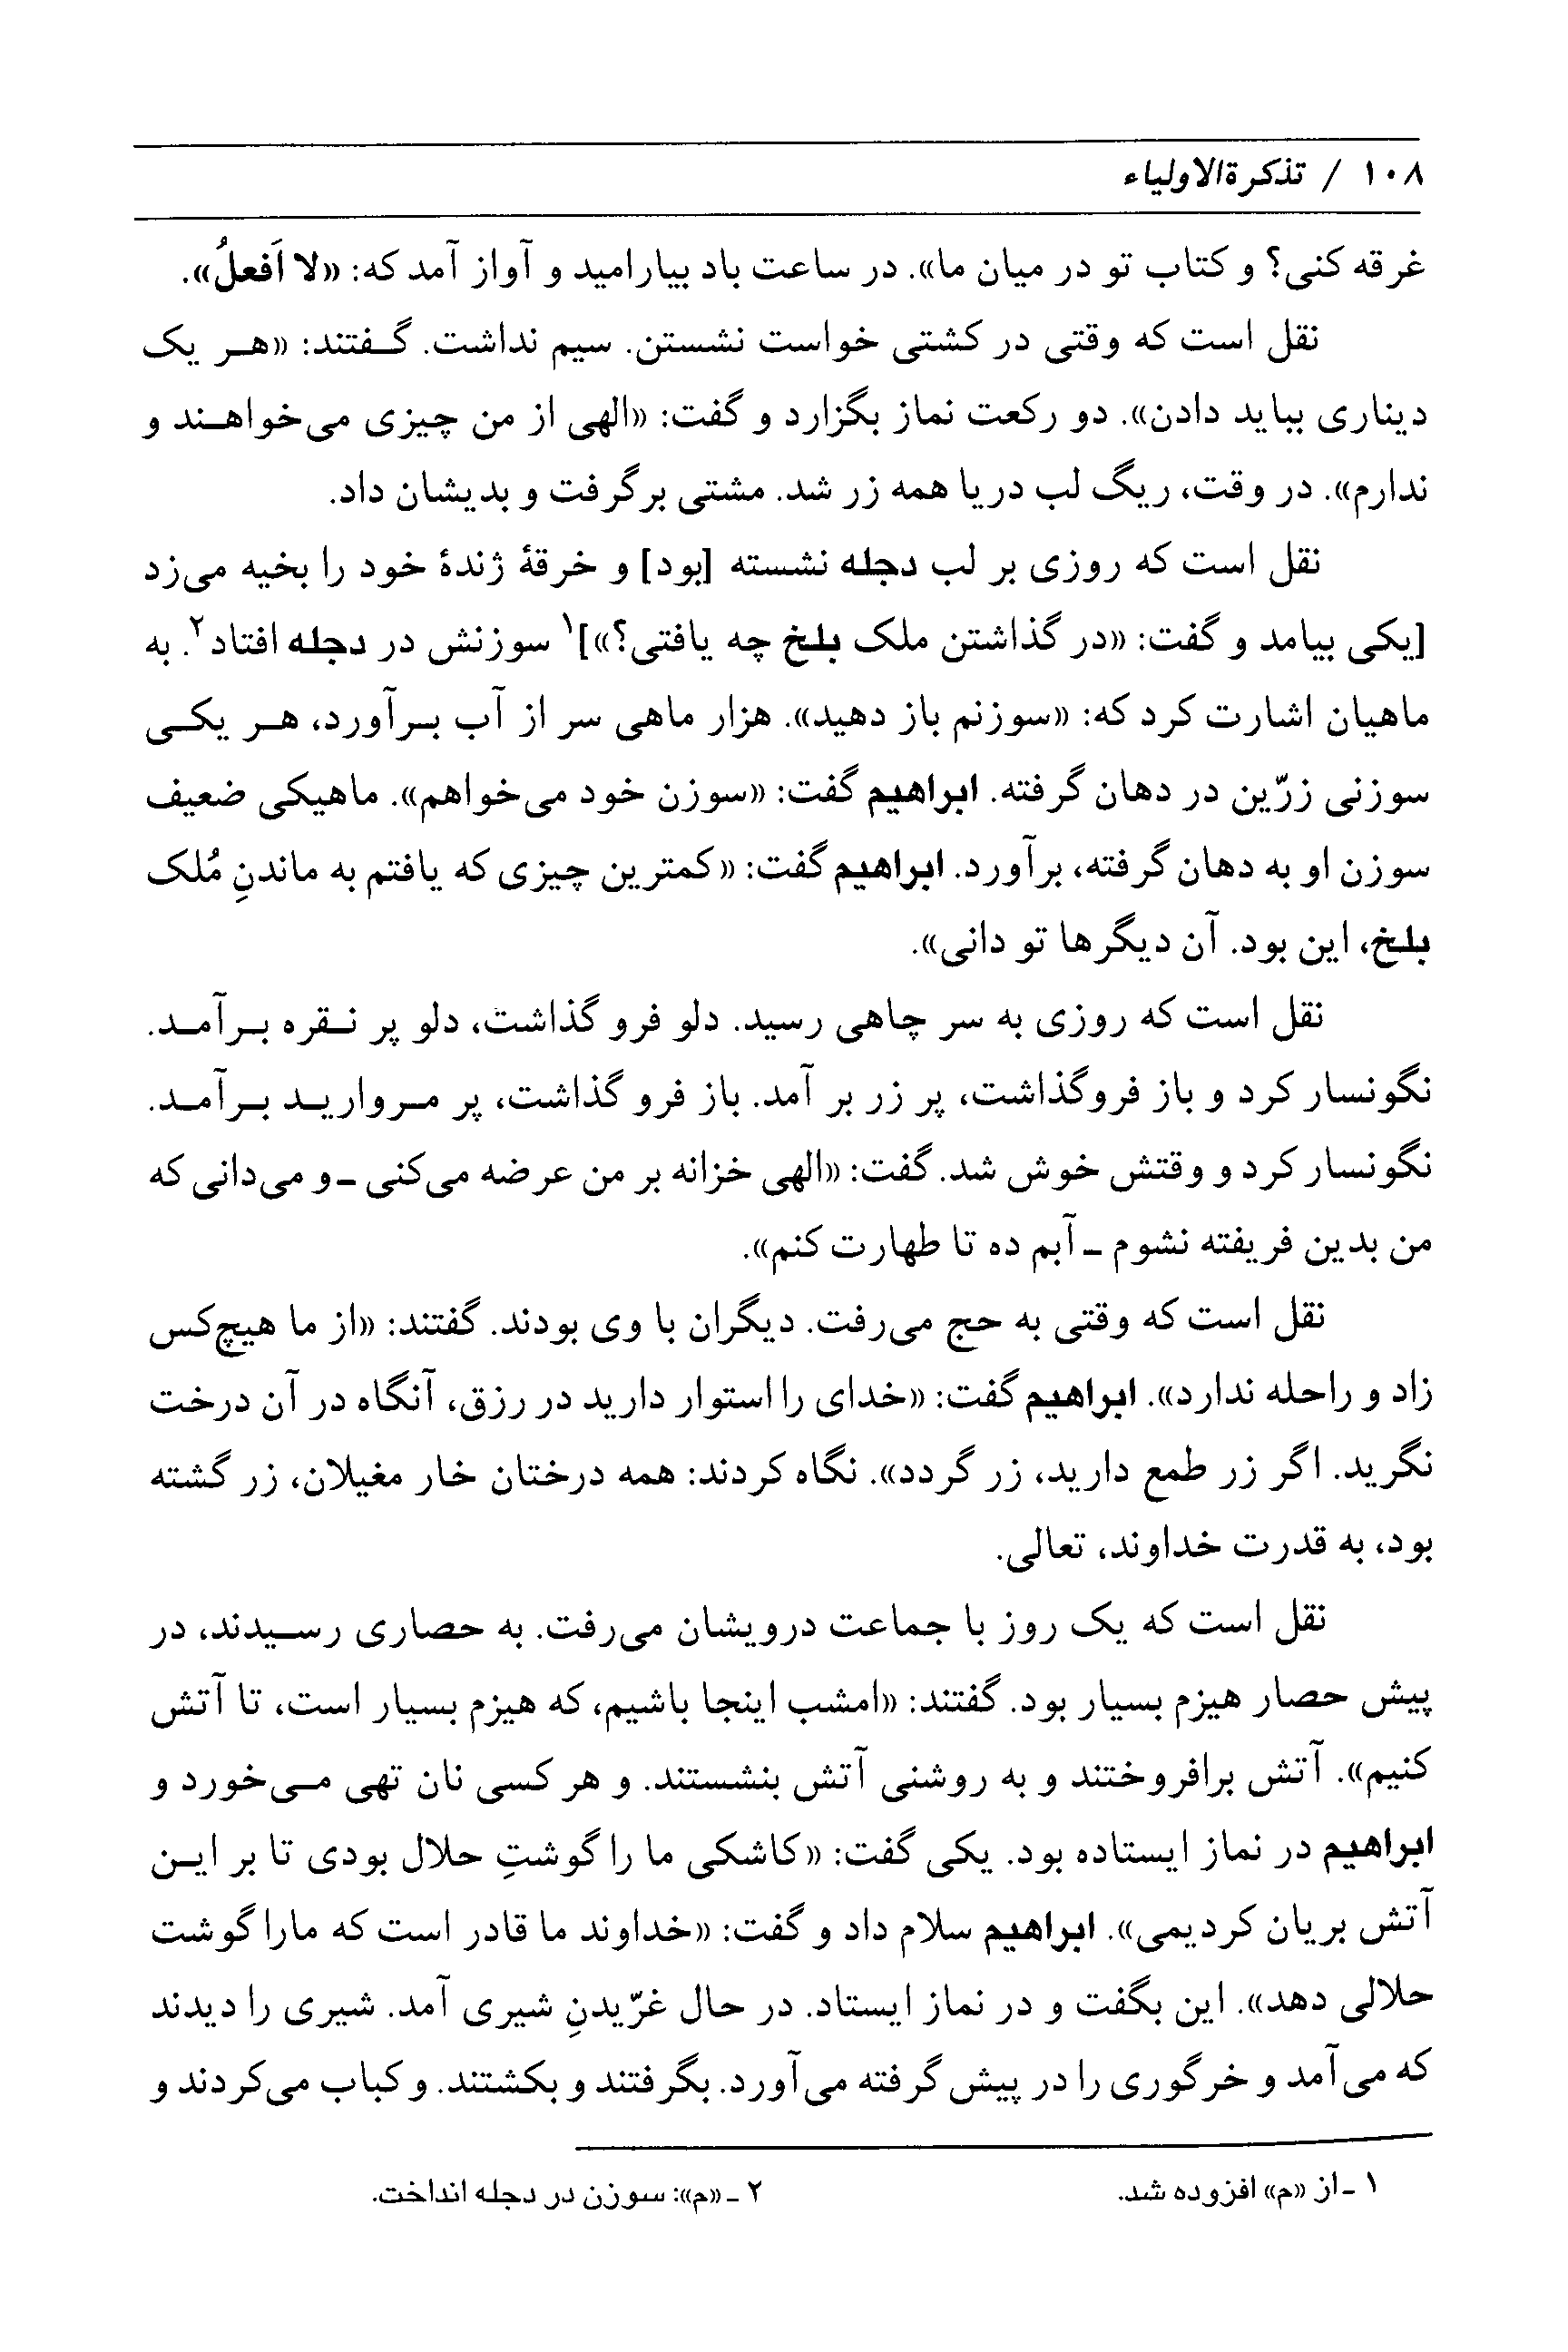 ۱۰۸ / تذکرةالاولیاء
غرقه کنی؟ و کتاب تو در میان ما». در ساعت باد بیارامید و آواز آمد که: «لا اَفعلُ».
نقل است که وقتی در کشتی خواست نشستن. سیم نداشت. گفتند: «هر یک
دیناری بباید دادن». دو رکعت نماز بگزارد و گفت: «الهی از من چیزی می‌خواهند و
ندارم». در وقت، ریگ لب دریا همه زر شد. مشتی برگرفت و بدیشان داد.
نقل است که روزی بر لب دجله نشسته [بود] و خرقهٔ ژندهٔ خود را بخیه می‌زد
[یکی بیامد و گفت: «در گذاشتن ملک بلخ چه یافتی؟»]۱ سوزنش در دجله افتاد۲. به
ماهیان اشارت کرد که: «سوزنم باز دهید». هزار ماهی سر از آب برآورد، هر یکی
سوزنی زرّین در دهان گرفته. ابراهیم گفت: «سوزن خود می‌خواهم». ماهیکی ضعیف
سوزن او به دهان گرفته، برآورد. ابراهیم گفت: «کمترین چیزی که یافتم به ماندنِ مُلک
بلخ، این بود. آن دیگرها تو دانی».
نقل است که روزی به سر چاهی رسید. دلو فرو گذاشت، دلو پر نقره برآمد.
نگونسار کرد و باز فروگذاشت، پر زر بر آمد. باز فرو گذاشت، پر مروارید برآمد.
نگونسار کرد و وقتش خوش شد. گفت: «الهی خزانه بر من عرضه می‌کنی -و می‌دانی که
من بدین فریفته نشوم - آبم ده تا طهارت کنم».
نقل است که وقتی به حج می‌رفت. دیگران با وی بودند. گفتند: «از ما هیچ‌کس
زاد و راحله ندارد». ابراهیم گفت: «خدای را استوار دارید در رزق، آنگاه در آن درخت
نگرید. اگر زر طمع دارید، زر گردد». نگاه کردند: همه درختان خار مغیلان، زر گشته
بود، به قدرت خداوند، تعالی.
نقل است که یک روز با جماعت درویشان می‌رفت. به حصاری رسیدند، در
پیش حصار هیزم بسیار بود. گفتند: «امشب اینجا باشیم، که هیزم بسیار است، تا آتش
کنیم». آتش برافروختند و به روشنی آتش بنشستند. و هر کسی نان تهی می‌خورد و
ابراهیم در نماز ایستاده بود. یکی گفت: «کاشکی ما را گوشتِ حلال بودی تا بر این
آتش بریان کردیمی». ابراهیم سلام داد و گفت: «خداوند ما قادر است که مارا گوشت
حلالی دهد». این بگفت و در نماز ایستاد. در حال غرّیدنِ شیری آمد. شیری را دیدند
که می‌آمد و خرگوری را در پیش گرفته می‌آورد. بگرفتند و بکشتند. و کباب می‌کردند و
۱ - از «م» افزوده شد.
۲ - «م»: سوزن در دجله انداخت.